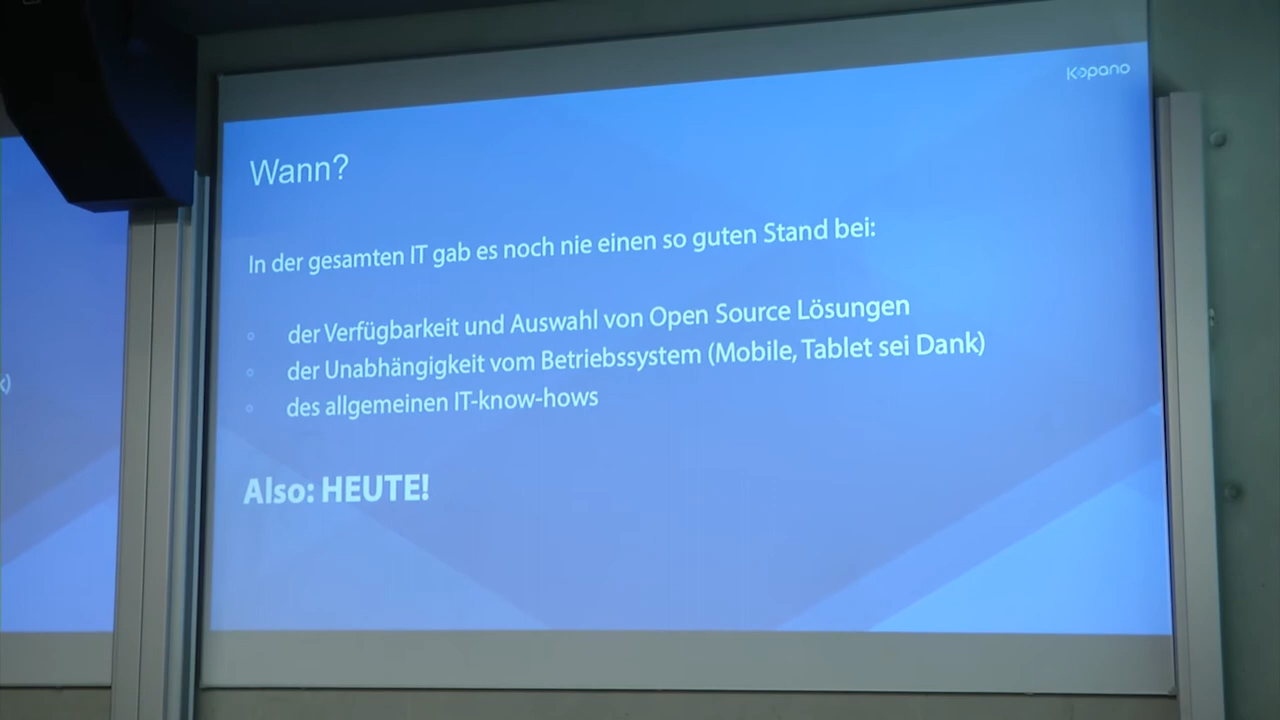 Kopano
Wann?
In der gesamten IT gab es noch nie einen so guten Stand bei:
der Verfügbarkeit und Auswahl von Open Source Lösungen
der Unabhängigkeit vom Betriebssystem (Mobile, Tablet sei Dank)
des allgemeinen IT-know-hows
Also: HEUTE!
k)